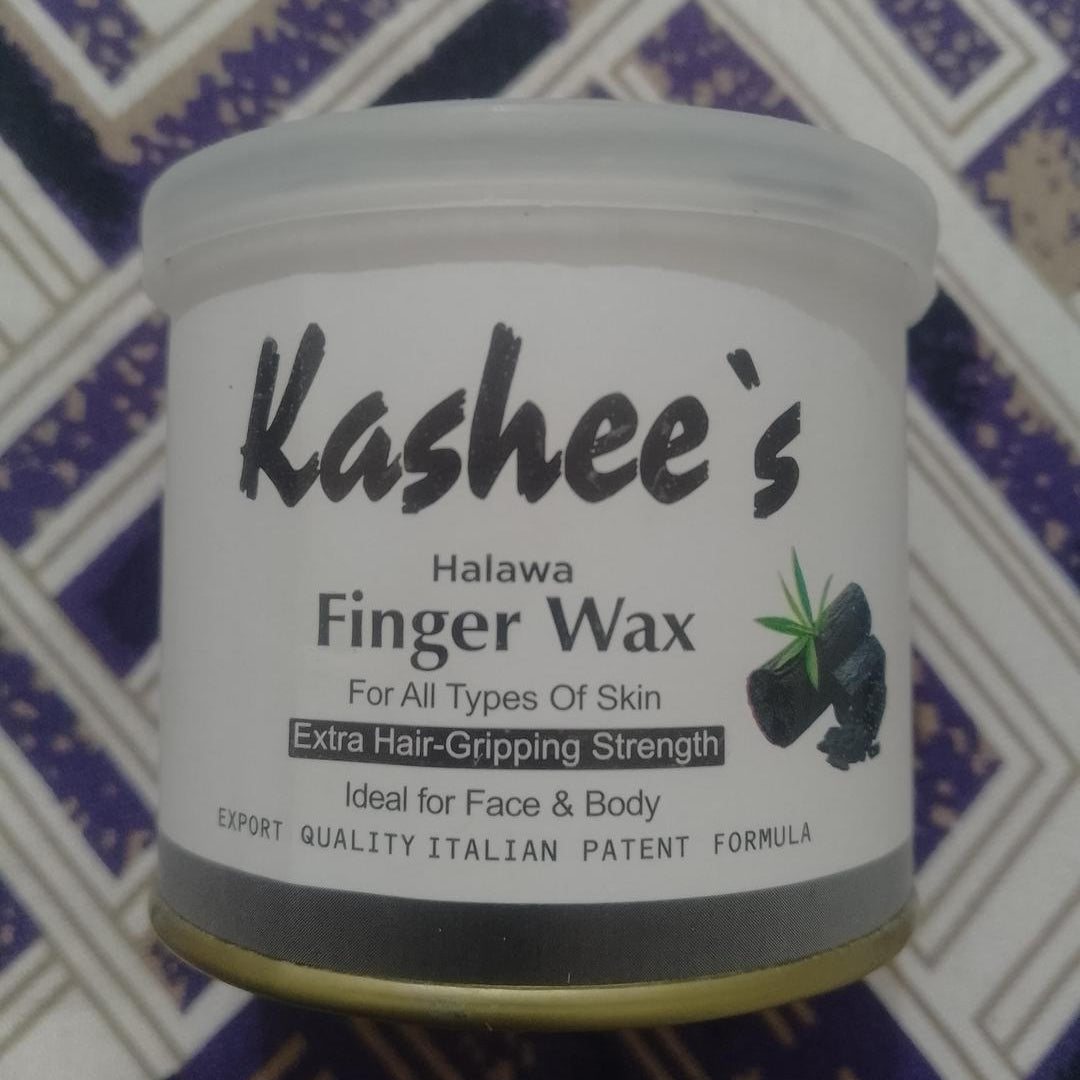 Kashee`s
Halawa
Finger Wax
For All Types Of Skin
Extra Hair-Gripping Strength
Ideal for Face & Body
EXPORT QUALITY ITALIAN PATENT FORMULA